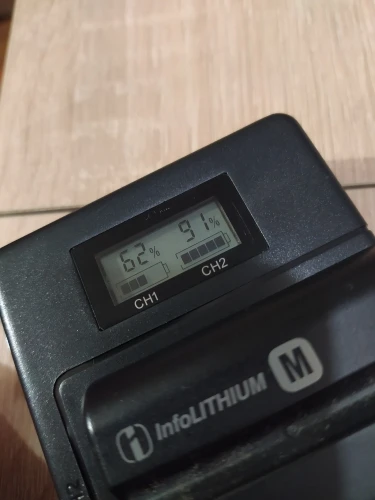 62% 91%
CH1 CH2
i InfoLITHIUM M